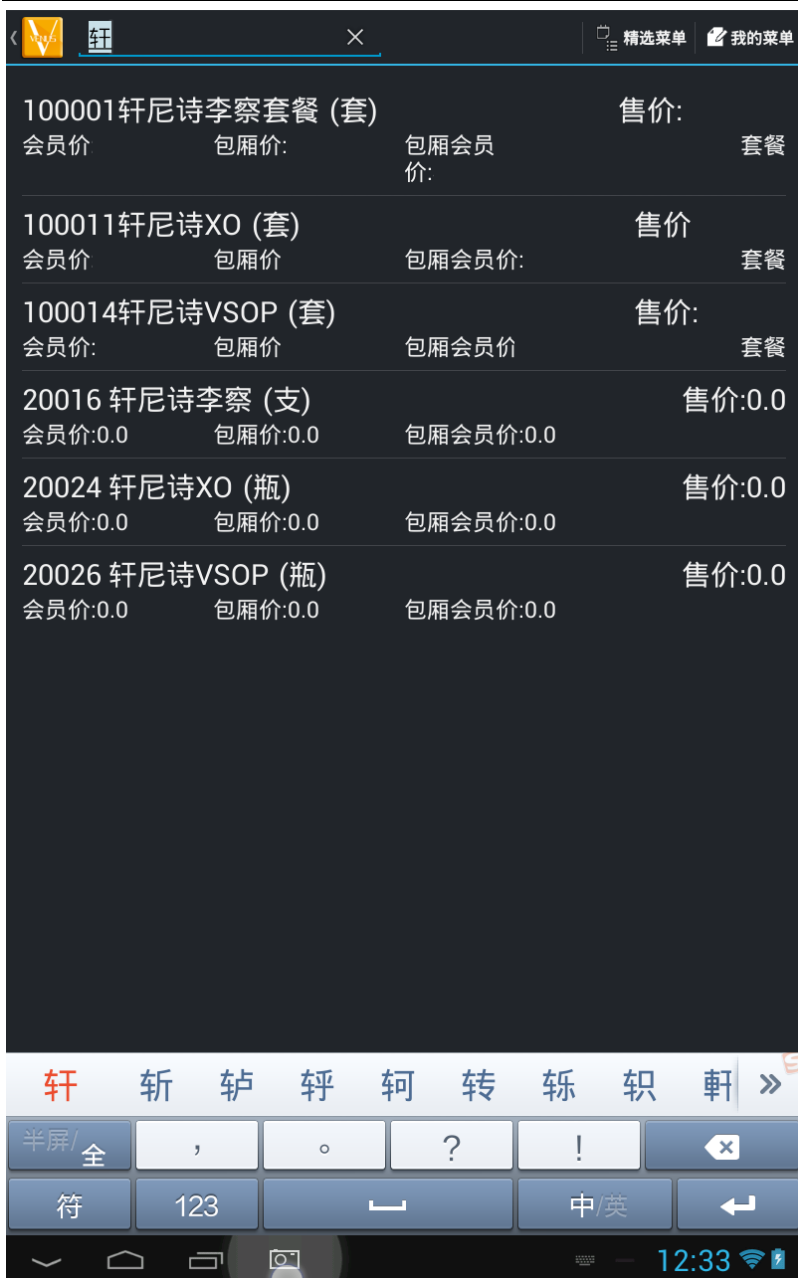 VENUS 轩 精选菜单 我的菜单
100001轩尼诗李察套餐 (套) 售价:
会员价 包厢价: 包厢会员价: 套餐
100011轩尼诗XO (套) 售价
会员价 包厢价 包厢会员价: 套餐
100014轩尼诗VSOP (套) 售价:
会员价: 包厢价 包厢会员价 套餐
20016 轩尼诗李察 (支) 售价:0.0
会员价:0.0 包厢价:0.0 包厢会员价:0.0
20024 轩尼诗XO (瓶) 售价:0.0
会员价:0.0 包厢价:0.0 包厢会员价:0.0
20026 轩尼诗VSOP (瓶) 售价:0.0
会员价:0.0 包厢价:0.0 包厢会员价:0.0
轩 斩 轳 轷 轲 转 轹 轵 軒
半屏/全 , 。 ? !
符 123 中/英
12:33